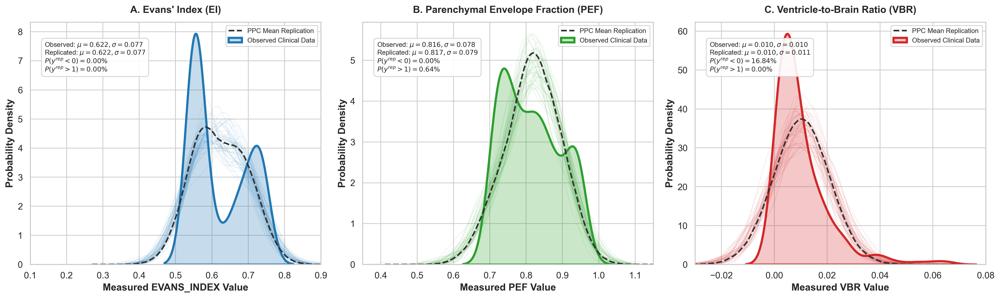 A. Evans' Index (EI)
8
7
6
5
4
3
2
1
0
Probability Density
Observed: μ = 0.622, σ = 0.077
Replicated: μ = 0.622, σ = 0.077
P(y^rep < 0) = 0.00%
P(y^rep > 1) = 0.00%
PPC Mean Replication
Observed Clinical Data
0.1 0.2 0.3 0.4 0.5 0.6 0.7 0.8 0.9
Measured EVANS_INDEX Value
B. Parenchymal Envelope Fraction (PEF)
5
4
3
2
1
0
Probability Density
Observed: μ = 0.816, σ = 0.078
Replicated: μ = 0.817, σ = 0.079
P(y^rep < 0) = 0.00%
P(y^rep > 1) = 0.64%
PPC Mean Replication
Observed Clinical Data
0.4 0.5 0.6 0.7 0.8 0.9 1.0 1.1
Measured PEF Value
C. Ventricle-to-Brain Ratio (VBR)
60
50
40
30
20
10
0
Probability Density
Observed: μ = 0.010, σ = 0.010
Replicated: μ = 0.010, σ = 0.011
P(y^rep < 0) = 16.84%
P(y^rep > 1) = 0.00%
PPC Mean Replication
Observed Clinical Data
−0.02 0.00 0.02 0.04 0.06 0.08
Measured VBR Value